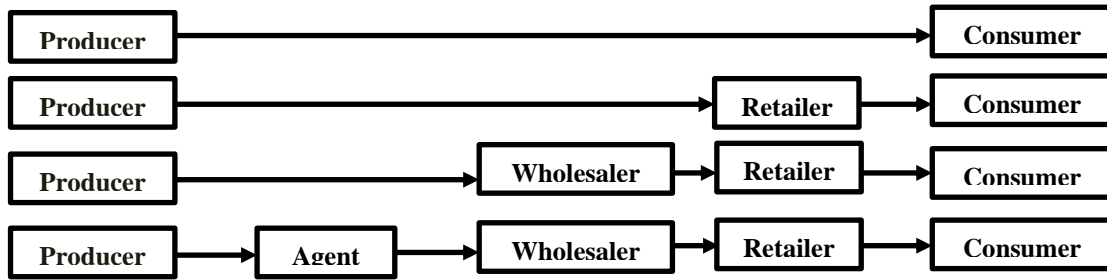 Producer Consumer
Producer Retailer Consumer
Producer Wholesaler Retailer Consumer
Producer Agent Wholesaler Retailer Consumer